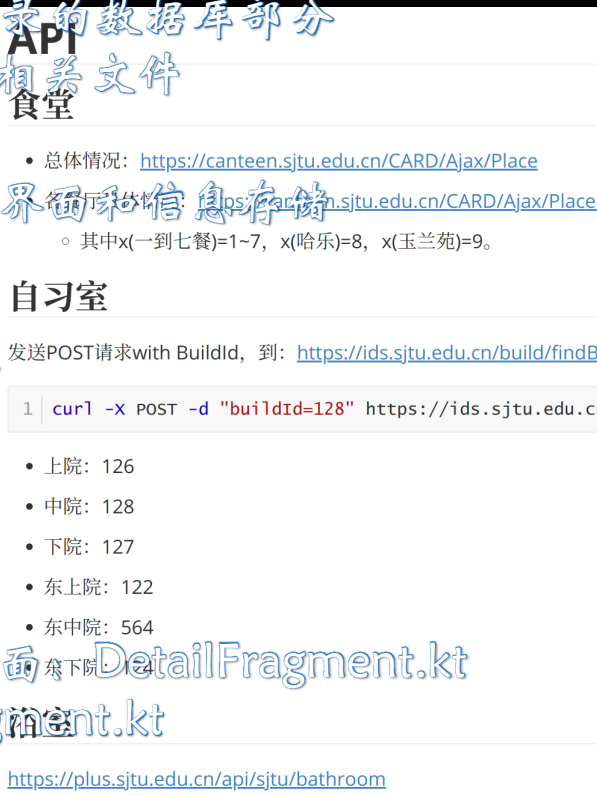 录的数据库部分
API
相关文件
食堂
总体情况：https://canteen.sjtu.edu.cn/CARD/Ajax/Place
界面和信息存储
.sjtu.edu.cn/CARD/Ajax/Place
其中x(一到七餐)=1~7，x(哈乐)=8，x(玉兰苑)=9。
自习室
发送POST请求with BuildId，到：https://ids.sjtu.edu.cn/build/findB
1 curl -X POST -d "buildId=128" https://ids.sjtu.edu.c
上院：126
中院：128
下院：127
东上院：122
东中院：564
面、DetailFragment.kt
东下院：
gment.kt
浴室
https://plus.sjtu.edu.cn/api/sjtu/bathroom